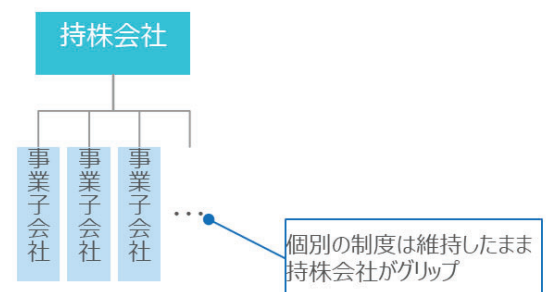 持株会社
事業子会社
事業子会社
事業子会社
…
個別の制度は維持したまま
持株会社がグリップ